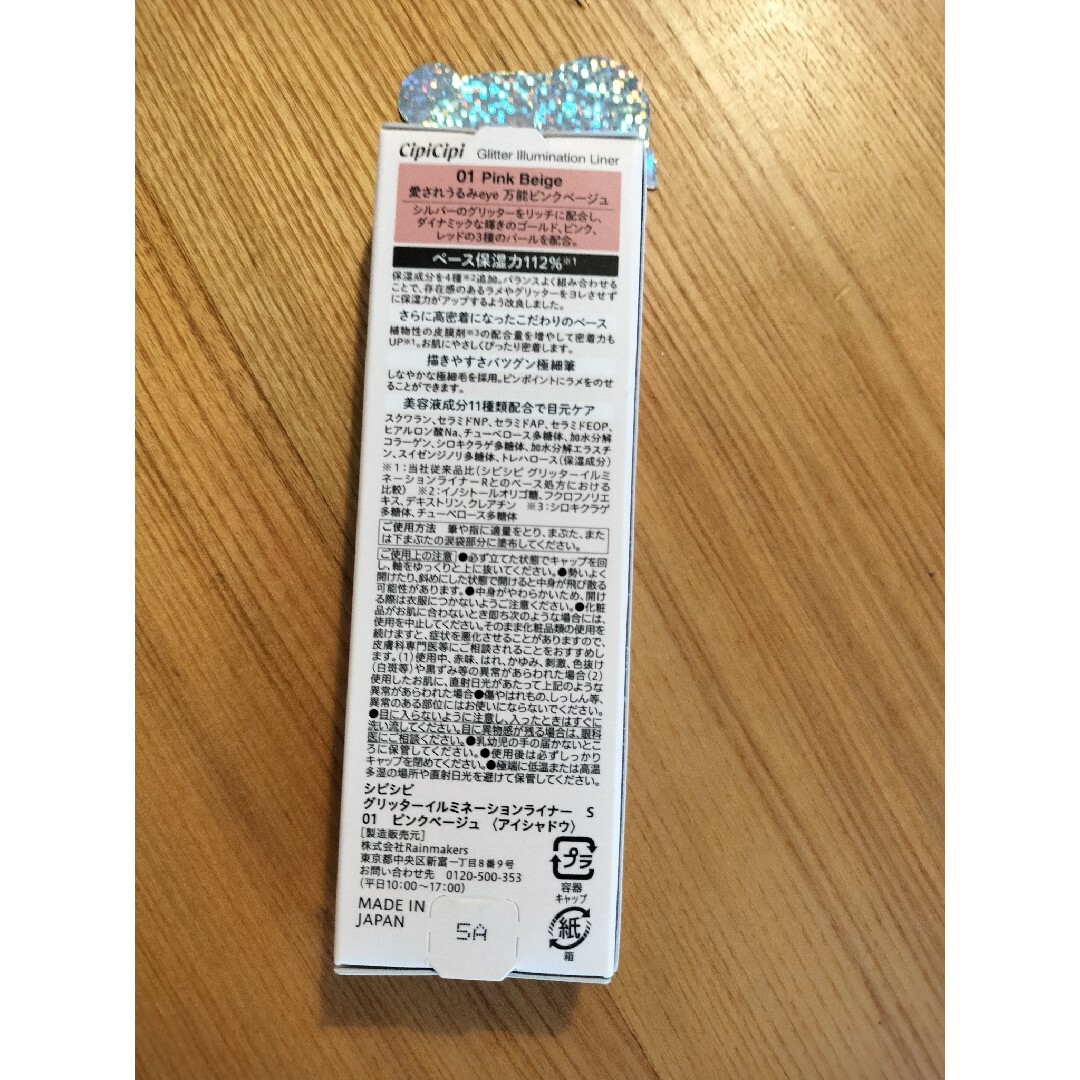 CipiCipi Glitter Illumination Liner
01 Pink Beige
愛されうるみeye 万能ピンクベージュ
シルバーのグリッターをリッチに配合し、
ダイナミックな輝きのゴールド、ピンク、
レッドの3種のパールを配合。
ベース保湿力112%※1
保湿成分を4種※2追加。バランスよく組み合わせる
ことで、存在感のあるラメやグリッターをヨレさせず
に保湿力がアップするよう改良しました。
さらに高密着になったこだわりのベース
植物性の皮膜剤※3の配合量を増やして密着力も
UP※1。お肌にやさしくぴったり密着します。
描きやすさバツグン極細筆
しなやかな極細毛を採用。ピンポイントにラメをのせ
ることができます。
美容液成分11種類配合で目元ケア
スクワラン、セラミドNP、セラミドAP、セラミドEOP、
ヒアルロン酸Na、チューベロース多糖体、加水分解
コラーゲン、シロキクラゲ多糖体、加水分解エラスチ
ン、スイゼンジノリ多糖体、トレハロース(保湿成分)
※1:当社従来品比(シピシピ グリッターイルミ
ネーションライナーRとのベース処方における
比較) ※2:イノシトールオリゴ糖、フクロフノリエ
キス、デキストリン、クレアチン ※3:シロキクラゲ
多糖体、チューベロース多糖体
ご使用方法 筆や指に適量をとり、まぶた、また
は下まぶたの涙袋部分に塗布してください。
ご使用上の注意 ●必ず立てた状態でキャップを回
し、軸をゆっくりと上に抜いてください。●勢いよく
開けたり、斜めにした状態で開けると中身が飛び散る
可能性があります。●中身がやわらかいため、開け
る際は衣服につかないようご注意ください。●化粧
品がお肌に合わないとき即ち次のような場合には、
使用を中止してください。そのまま化粧品類の使用を
続けますと、症状を悪化させることがありますので、
皮膚科専門医等にご相談されることをおすすめし
ます。(1)使用中、赤味、はれ、かゆみ、刺激、色抜け
(白斑等)や黒ずみ等の異常があらわれた場合(2)
使用したお肌に、直射日光があたって上記のような
異常があらわれた場合●傷やはれもの、しっしん等、
異常のある部位にはお使いにならないでください。
●目に入らないように注意し、入ったときはすぐに
洗い流してください。目に異物感が残る場合は、眼科
医にご相談ください。●乳幼児の手の届かないとこ
ろに保管してください。●使用後は必ずしっかり
キャップを閉めてください。●極端に低温または高温
多湿の場所や直射日光を避けて保管してください。
シピシピ
グリッターイルミネーションライナー S
01 ピンクベージュ 〈アイシャドウ〉
[製造販売元]
株式会社Rainmakers
東京都中央区新富一丁目8番9号
お問い合わせ先 0120-500-353
(平日10:00〜17:00)
MADE IN
JAPAN
5A
プラ
容器
キャップ
紙
箱